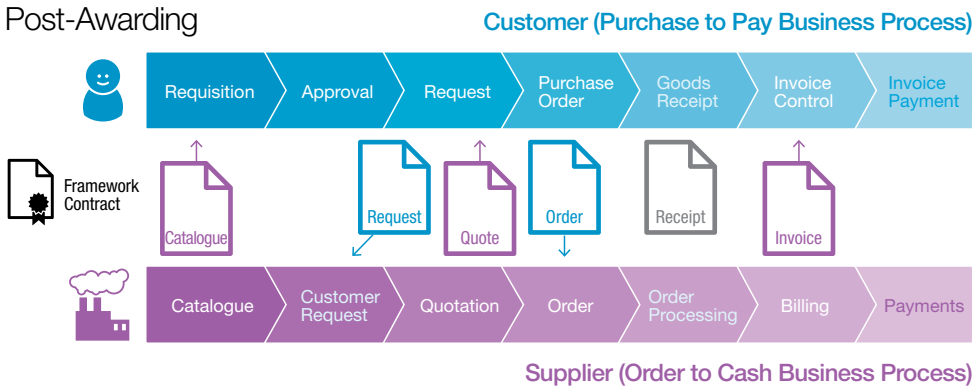 Post-Awarding
Customer (Purchase to Pay Business Process)
Requisition
Approval
Request
Purchase
Order
Goods
Receipt
Invoice
Control
Invoice
Payment
Framework
Contract
Catalogue
Request
Quote
Order
Receipt
Invoice
Catalogue
Customer
Request
Quotation
Order
Order
Processing
Billing
Payments
Supplier (Order to Cash Business Process)